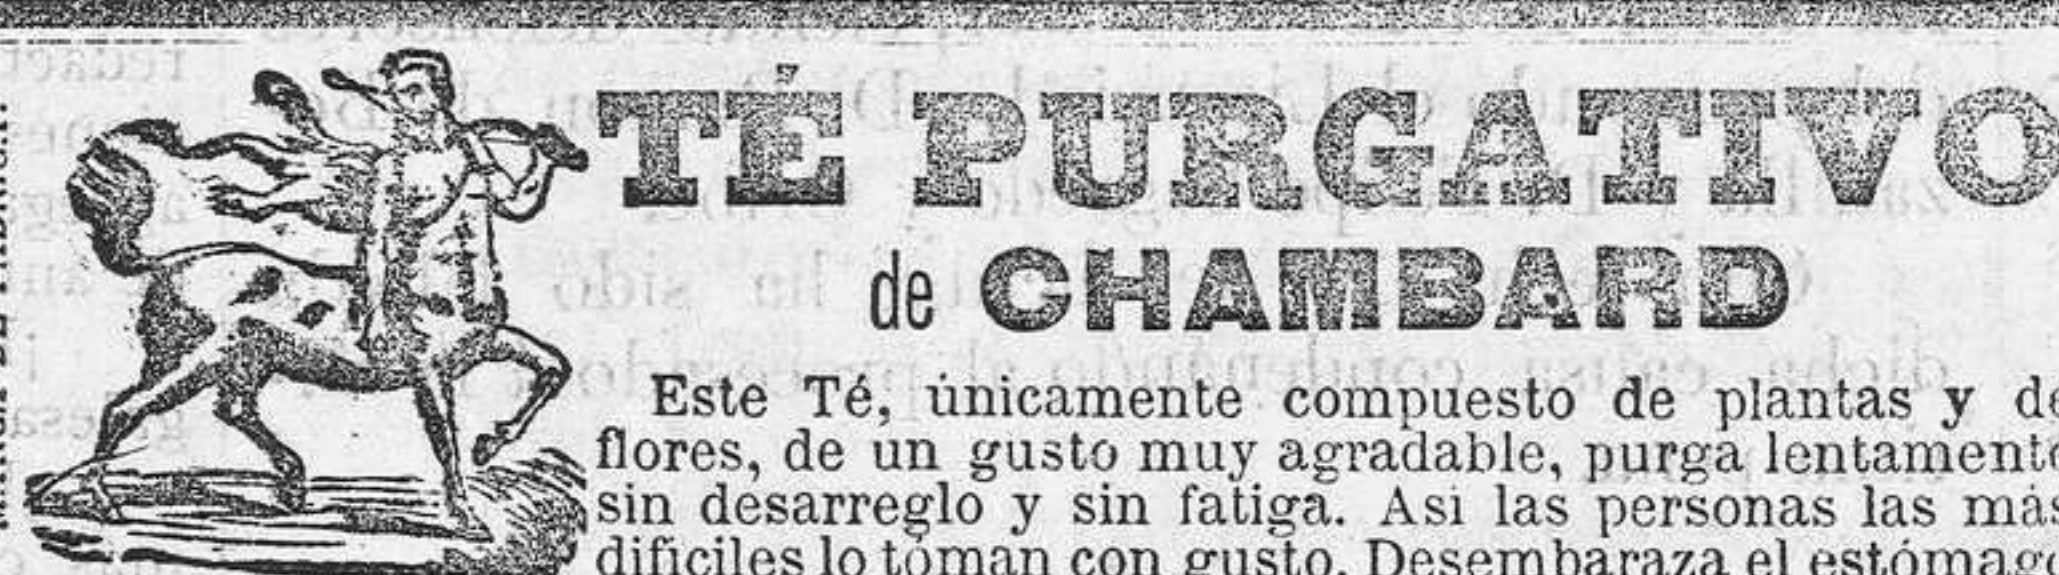 TÉ PURGATIVO
de CHAMBARD
Este Té, únicamente compuesto de plantas y de
flores, de un gusto muy agradable, purga lentamente
sin desarreglo y sin fatiga. Asi las personas las más
dificiles lo toman con gusto. Desembaraza el estómago